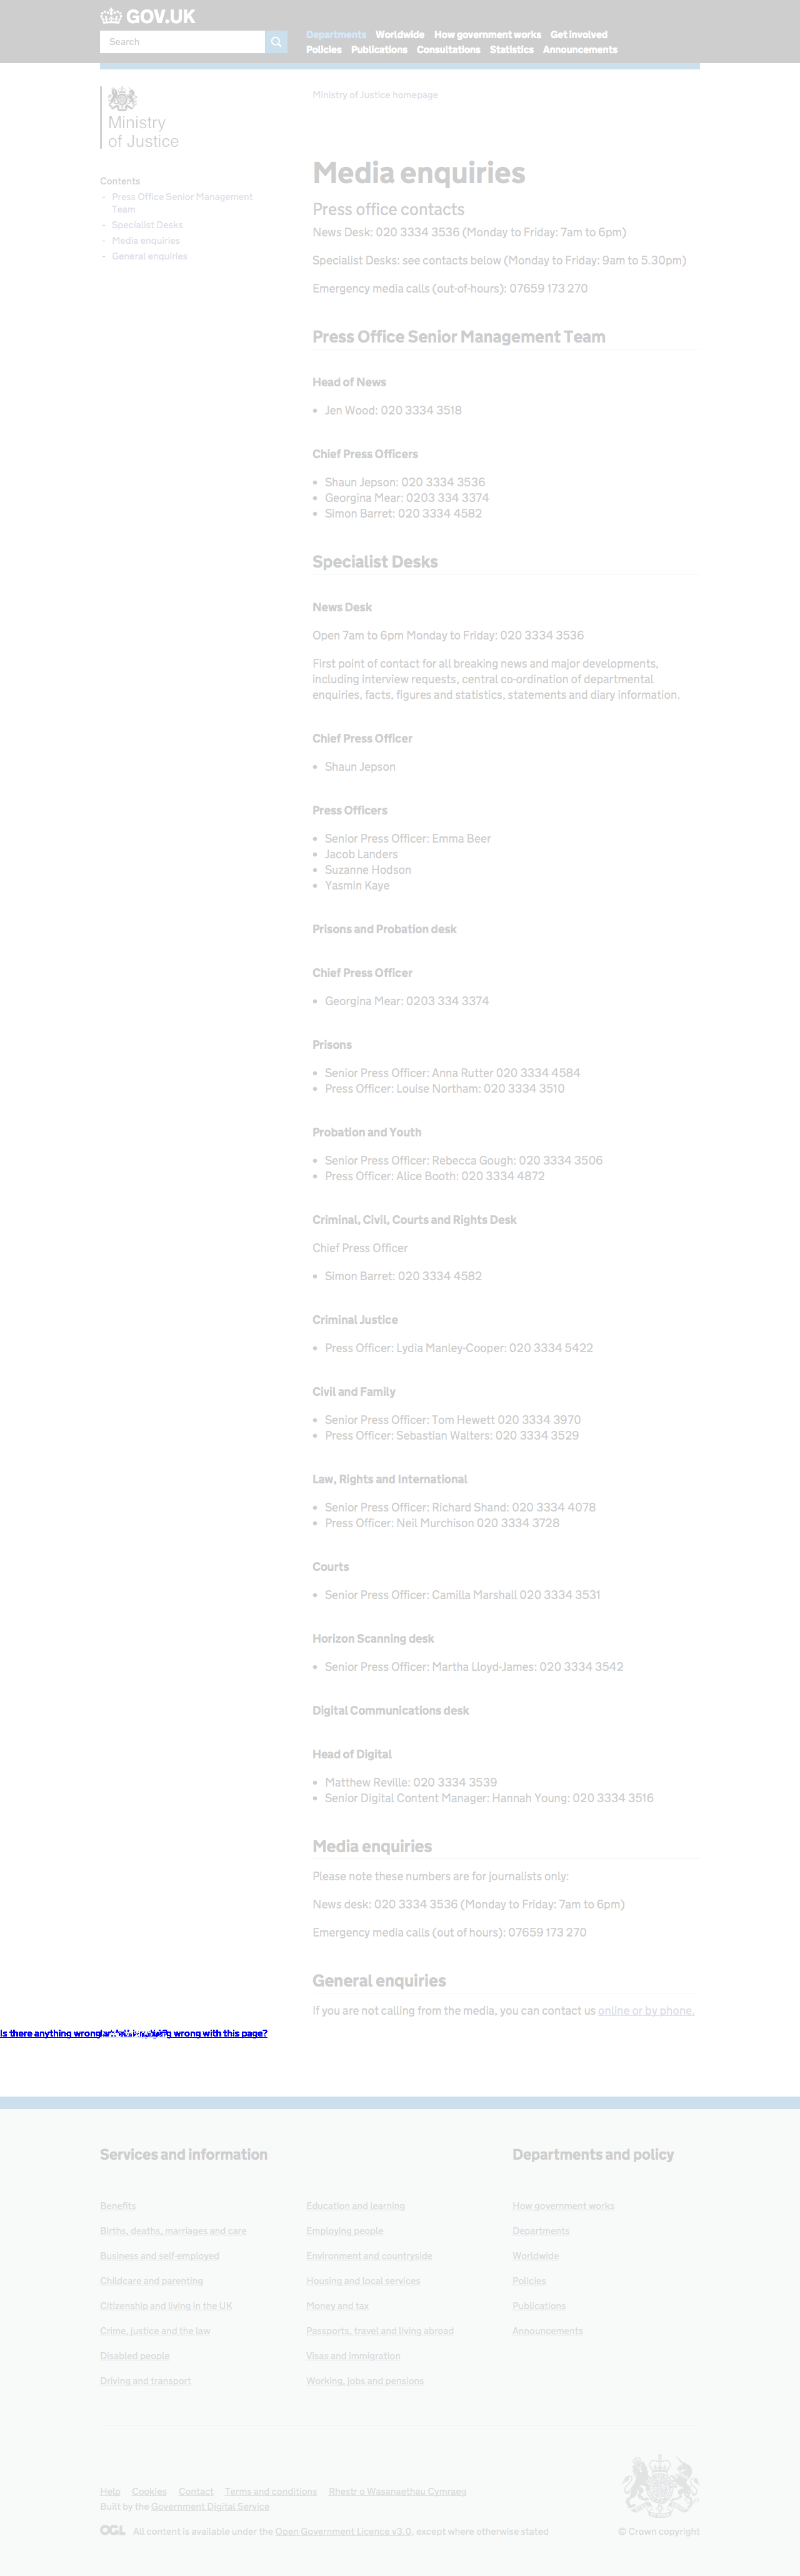 GOV.UK
Search
Departments Worldwide How government works Get involved
Policies Publications Consultations Statistics Announcements
Ministry
of Justice
Ministry of Justice homepage
Contents
- Press Office Senior Management
Team
- Specialist Desks
- Media enquiries
- General enquiries
Media enquiries
Press office contacts
News Desk: 020 3334 3536 (Monday to Friday: 7am to 6pm)
Specialist Desks: see contacts below (Monday to Friday: 9am to 5.30pm)
Emergency media calls (out-of-hours): 07659 173 270
Press Office Senior Management Team
Head of News
• Jen Wood: 020 3334 3518
Chief Press Officers
• Shaun Jepson: 020 3334 3536
• Georgina Mear: 0203 334 3374
• Simon Barret: 020 3334 4582
Specialist Desks
News Desk
Open 7am to 6pm Monday to Friday: 020 3334 3536
First point of contact for all breaking news and major developments,
including interview requests, central co-ordination of departmental
enquiries, facts, figures and statistics, statements and diary information.
Chief Press Officer
• Shaun Jepson
Press Officers
• Senior Press Officer: Emma Beer
• Jacob Landers
• Suzanne Hodson
• Yasmin Kaye
Prisons and Probation desk
Chief Press Officer
• Georgina Mear: 0203 334 3374
Prisons
• Senior Press Officer: Anna Rutter 020 3334 4584
• Press Officer: Louise Northam: 020 3334 3510
Probation and Youth
• Senior Press Officer: Rebecca Gough: 020 3334 3506
• Press Officer: Alice Booth: 020 3334 4872
Criminal, Civil, Courts and Rights Desk
Chief Press Officer
• Simon Barret: 020 3334 4582
Criminal Justice
• Press Officer: Lydia Manley-Cooper: 020 3334 5422
Civil and Family
• Senior Press Officer: Tom Hewett 020 3334 3970
• Press Officer: Sebastian Walters: 020 3334 3529
Law, Rights and International
• Senior Press Officer: Richard Shand: 020 3334 4078
• Press Officer: Neil Murchison 020 3334 3728
Courts
• Senior Press Officer: Camilla Marshall 020 3334 3531
Horizon Scanning desk
• Senior Press Officer: Martha Lloyd-James: 020 3334 3542
Digital Communications desk
Head of Digital
• Matthew Reville: 020 3334 3539
• Senior Digital Content Manager: Hannah Young: 020 3334 3516
Media enquiries
Please note these numbers are for journalists only:
News desk: 020 3334 3536 (Monday to Friday: 7am to 6pm)
Emergency media calls (out of hours): 07659 173 270
General enquiries
If you are not calling from the media, you can contact us online or by phone.
Is there anything wrong wrong with this page?
Services and information Departments and policy
Benefits Education and learning How government works
Births, deaths, marriages and care Employing people Departments
Business and self-employed Environment and countryside Worldwide
Childcare and parenting Housing and local services Policies
Citizenship and living in the UK Money and tax Publications
Crime, justice and the law Passports, travel and living abroad Announcements
Disabled people Visas and immigration
Driving and transport Working, jobs and pensions
Help Cookies Contact Terms and conditions Rhestr o Wasanaethau Cymraeg
Built by the Government Digital Service
OGL All content is available under the Open Government Licence v3.0, except where otherwise stated © Crown copyright